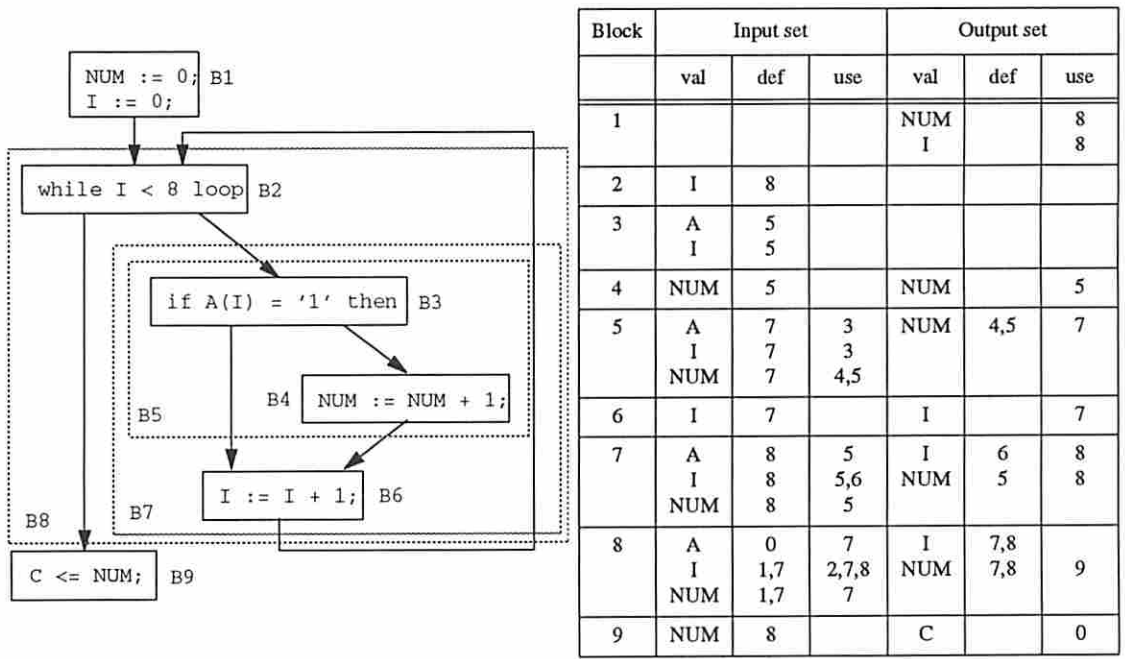 NUM := 0; B1
I := 0;
while I < 8 loop B2
if A(I) = '1' then B3
B4 NUM := NUM + 1;
B5
I := I + 1; B6
B7
B8
C <= NUM; B9
Block Input set Output set
val def use val def use
1 NUM 8
I 8
2 I 8
3 A 5
I 5
4 NUM 5 NUM 5
5 A 7 3 NUM 4,5 7
I 7 3
NUM 7 4,5
6 I 7 I 7
7 A 8 5 I 6 8
I 8 5,6 NUM 5 8
NUM 8 5
8 A 0 7 I 7,8
I 1,7 2,7,8 NUM 7,8 9
NUM 1,7 7
9 NUM 8 C 0